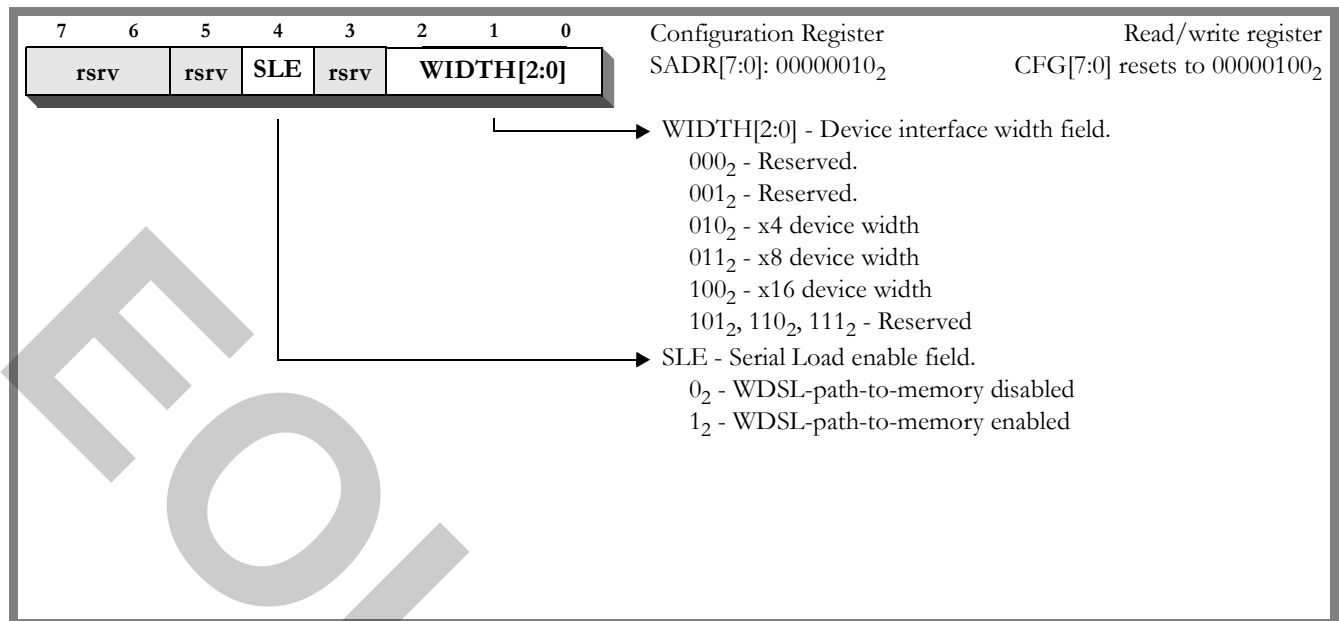 7 6 5 4 3 2 1 0
rsrv rsrv SLE rsrv WIDTH[2:0]
Configuration Register Read/write register
SADR[7:0]: 00000010₂ CFG[7:0] resets to 00000100₂
WIDTH[2:0] - Device interface width field.
000₂ - Reserved.
001₂ - Reserved.
010₂ - x4 device width
011₂ - x8 device width
100₂ - x16 device width
101₂, 110₂, 111₂ - Reserved
SLE - Serial Load enable field.
0₂ - WDSL-path-to-memory disabled
1₂ - WDSL-path-to-memory enabled
EO